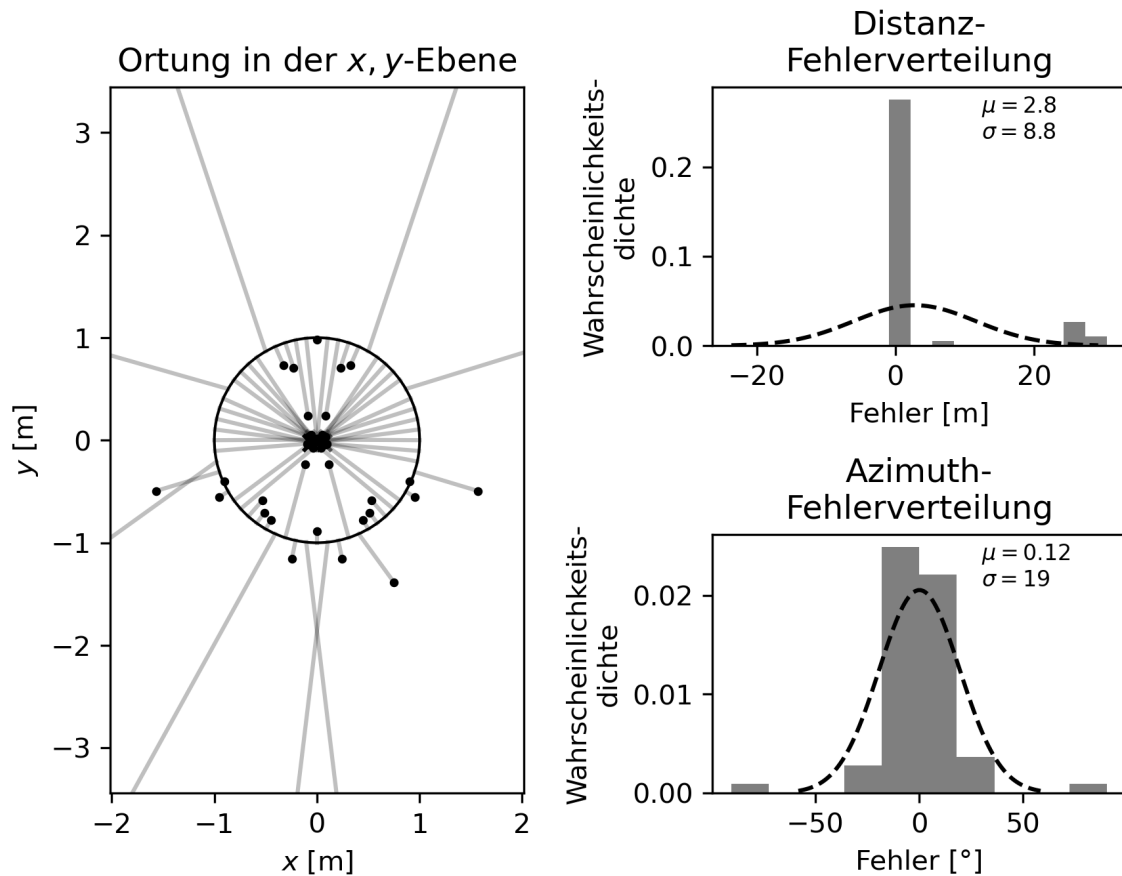 Ortung in der x, y-Ebene
3
2
1
0
−1
−2
−3
y [m]
−2
−1
0
1
2
x [m]
Distanz-
Fehlerverteilung
Wahrscheinlichkeits-
dichte
0.2
0.1
0.0
μ = 2.8
σ = 8.8
−20
0
20
Fehler [m]
Azimuth-
Fehlerverteilung
Wahrscheinlichkeits-
dichte
0.02
0.01
0.00
μ = 0.12
σ = 19
−50
0
50
Fehler [°]